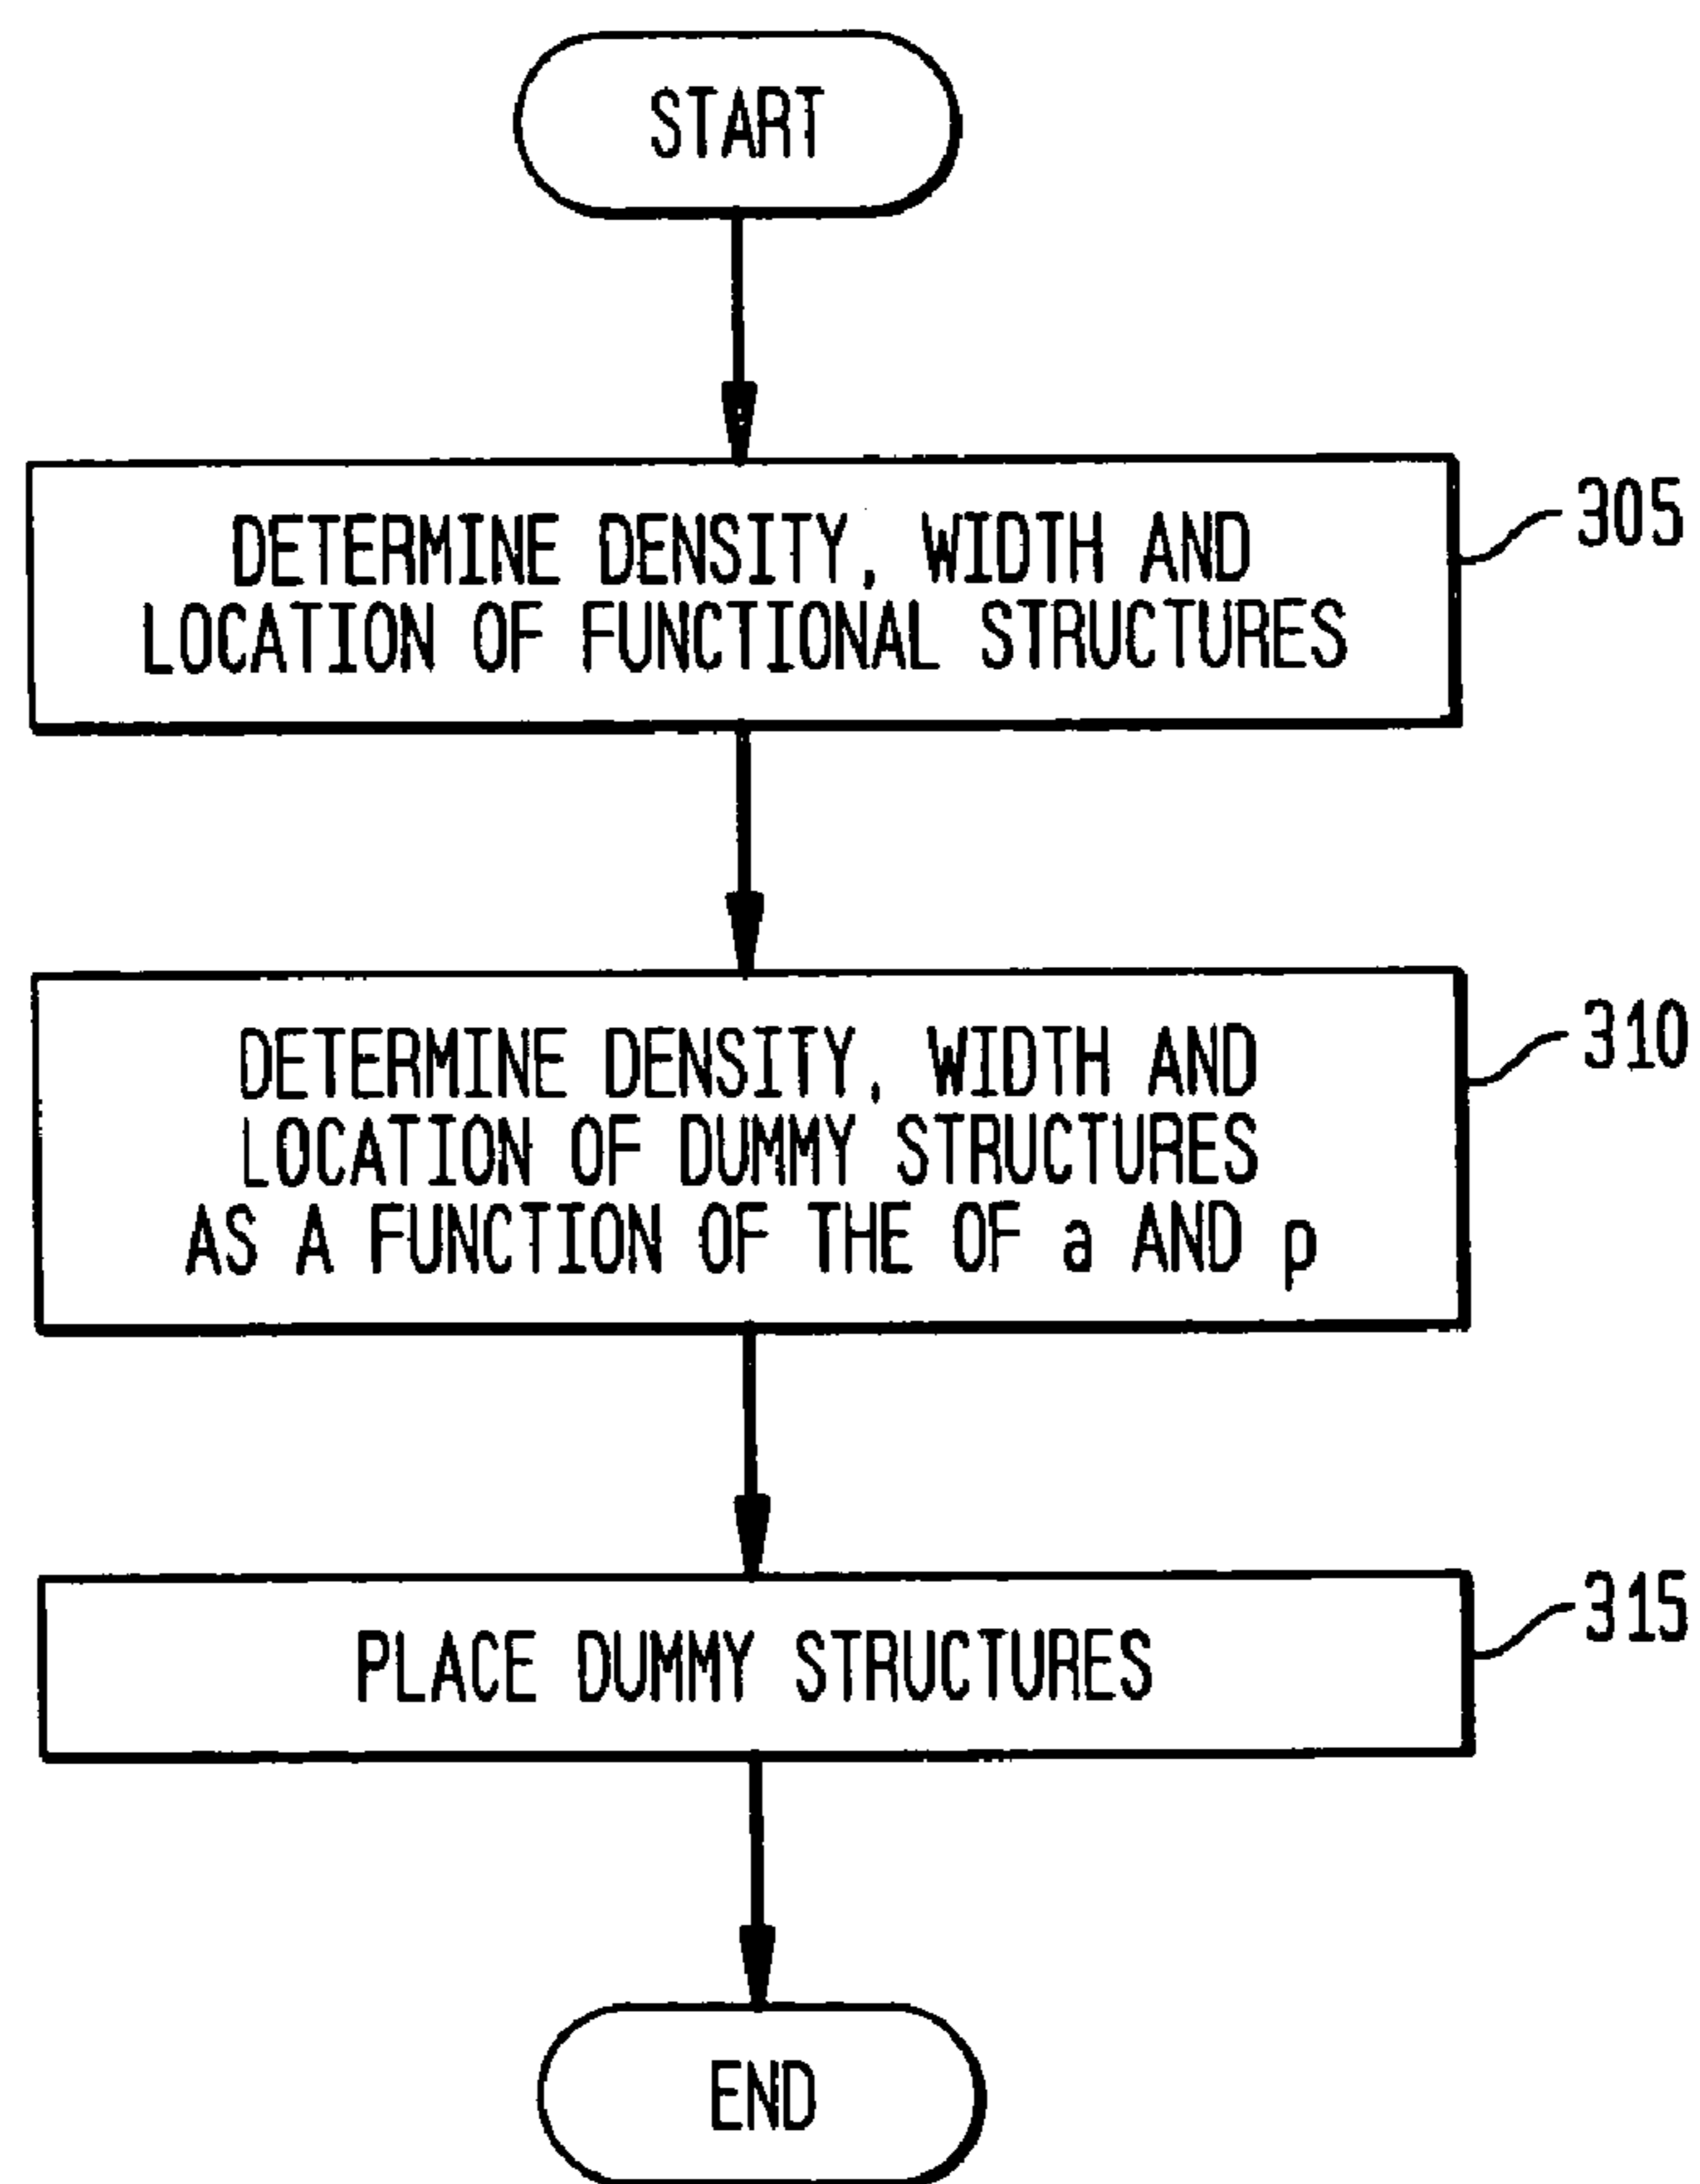 START
DETERMINE DENSITY, WIDTH AND
LOCATION OF FUNCTIONAL STRUCTURES
305
DETERMINE DENSITY, WIDTH AND
LOCATION OF DUMMY STRUCTURES
AS A FUNCTION OF THE OF a AND p
310
PLACE DUMMY STRUCTURES
315
END